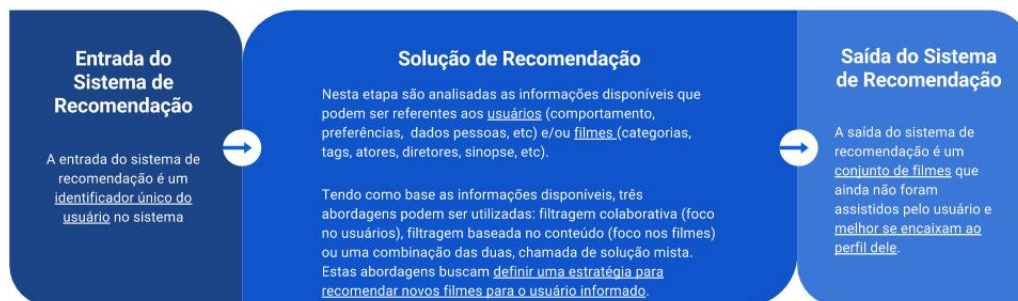 Entrada do
Sistema de
Recomendação
A entrada do sistema de
recomendação é um
identificador único do
usuário no sistema
Solução de Recomendação
Nesta etapa são analisadas as informações disponíveis que
podem ser referentes aos usuários (comportamento,
preferências, dados pessoas, etc) e/ou filmes (categorias,
tags, atores, diretores, sinopse, etc).
Tendo como base as informações disponíveis, três
abordagens podem ser utilizadas: filtragem colaborativa (foco
no usuários), filtragem baseada no conteúdo (foco nos filmes)
ou uma combinação das duas, chamada de solução mista.
Estas abordagens buscam definir uma estratégia para
recomendar novos filmes para o usuário informado.
Saída do Sistema
de Recomendação
A saída do sistema de
recomendação é um
conjunto de filmes que
ainda não foram
assistidos pelo usuário e
melhor se encaixam ao
perfil dele.